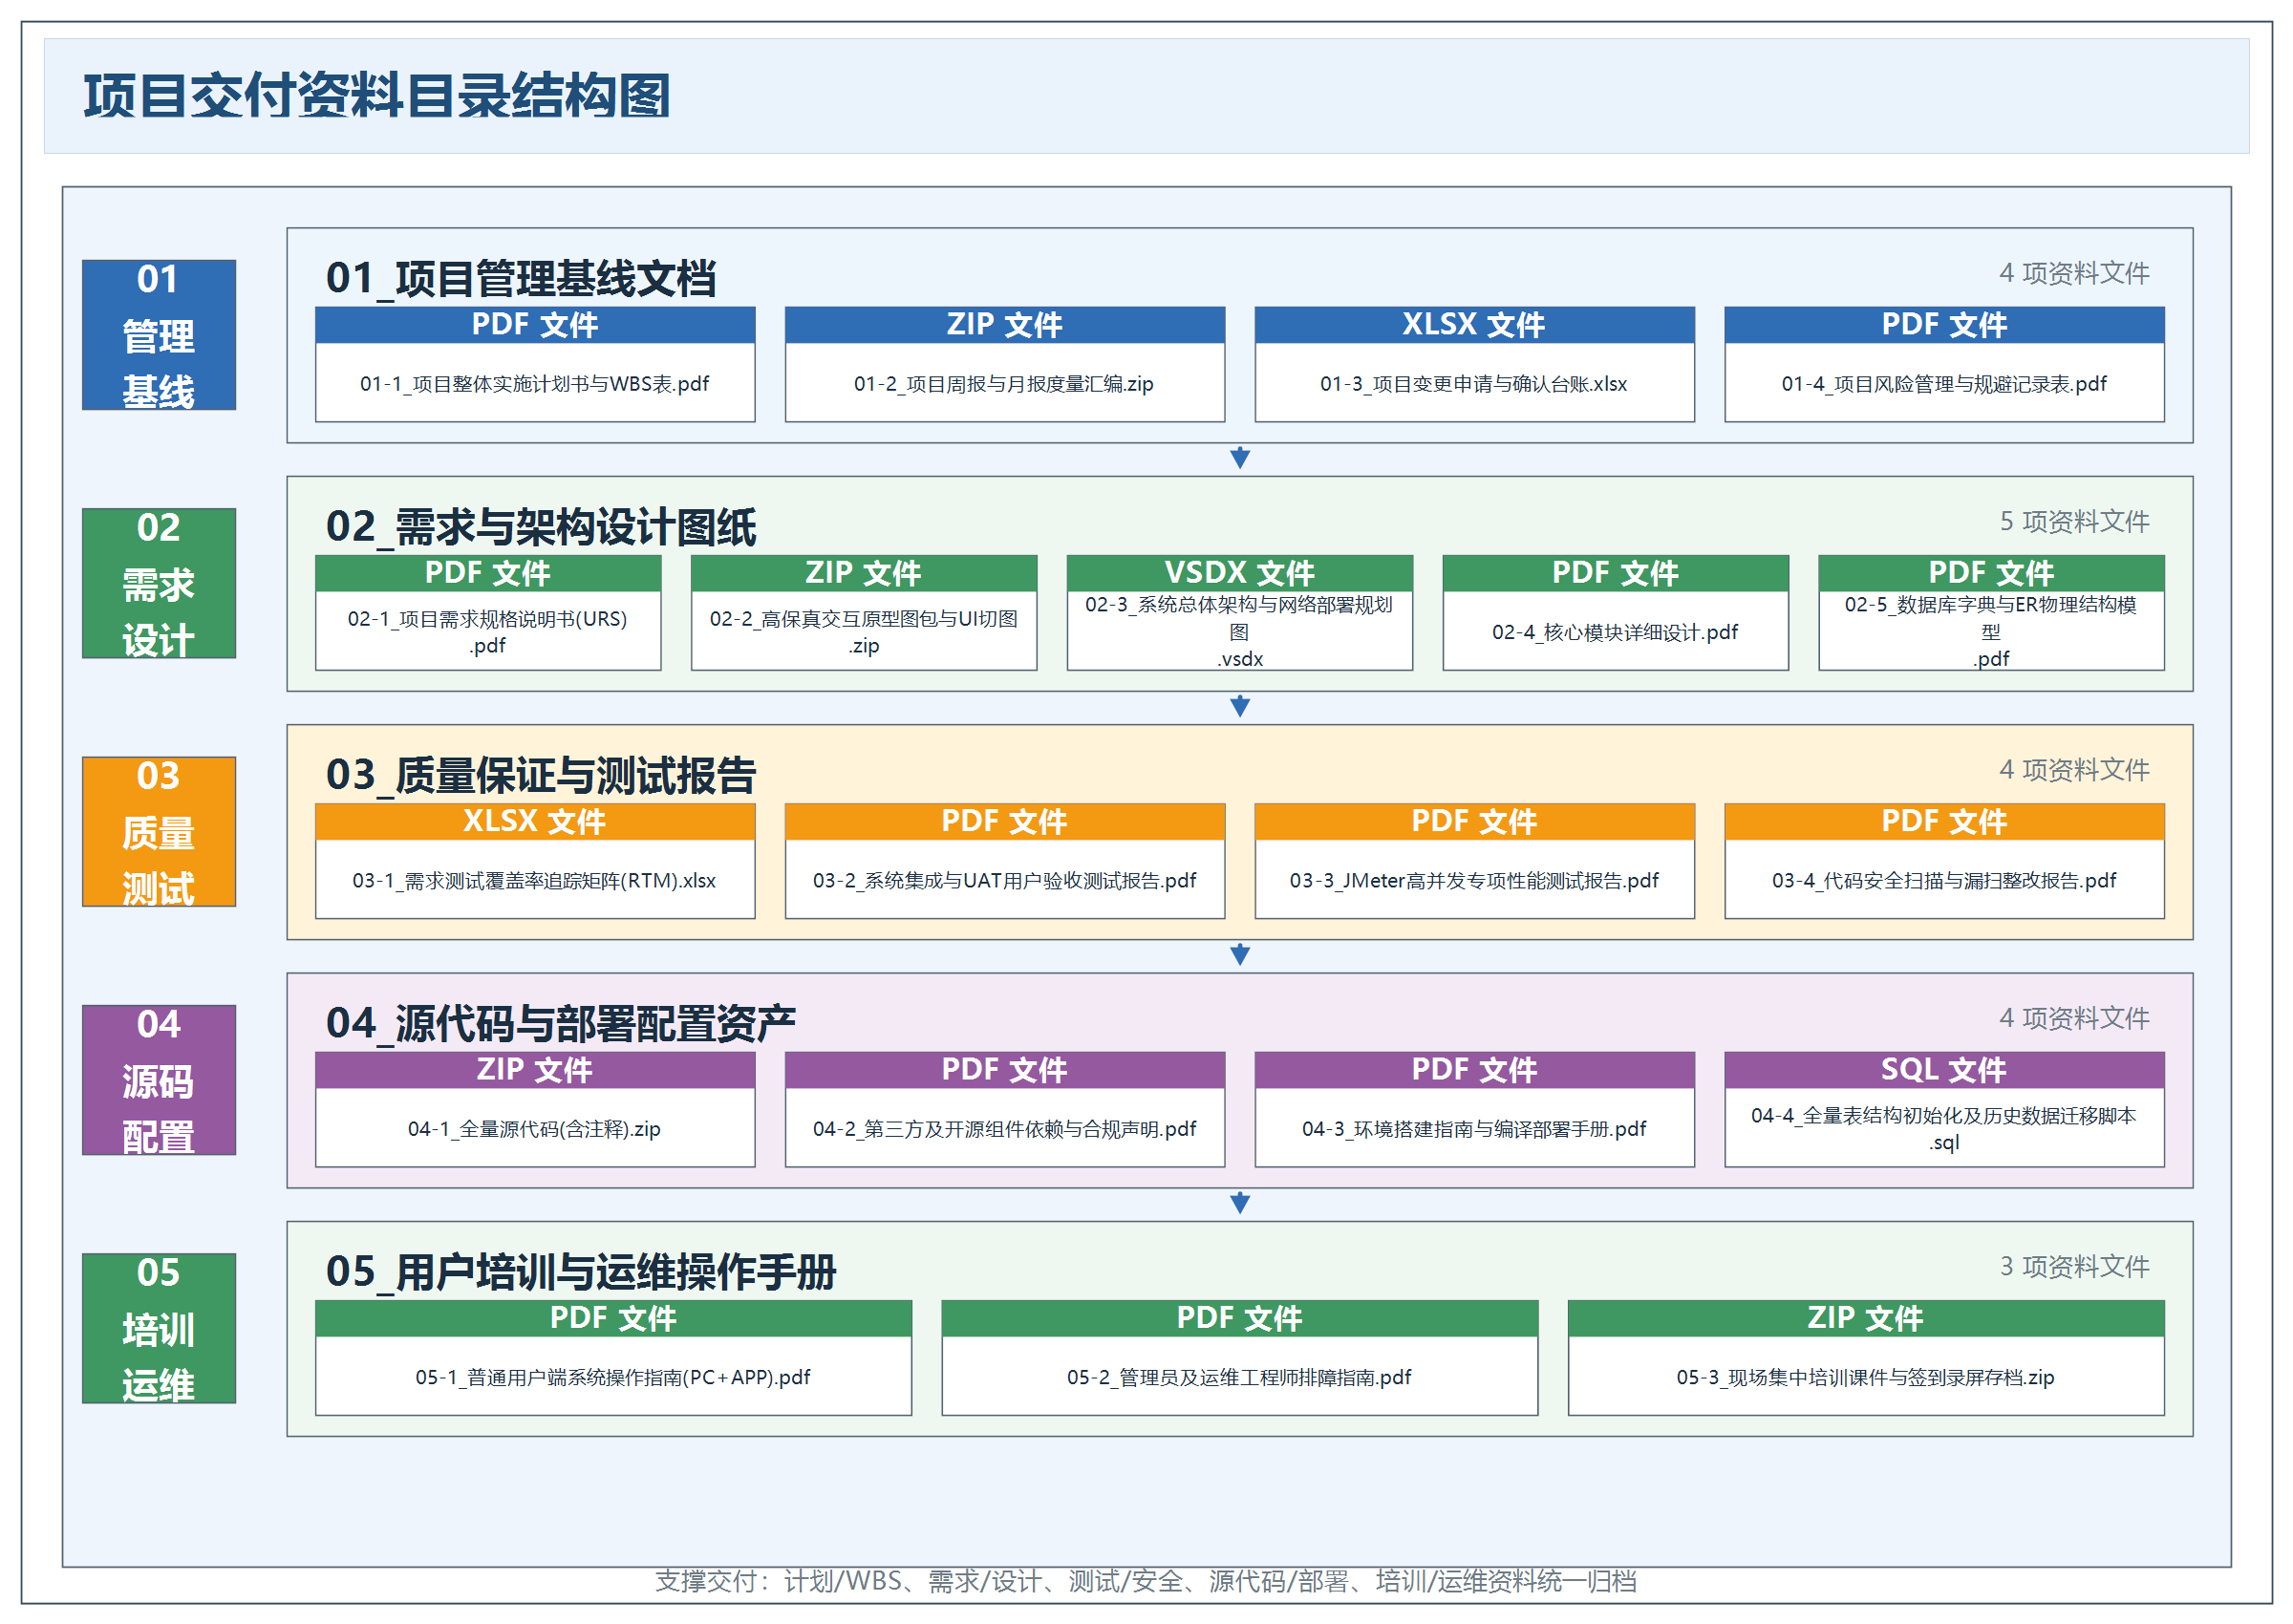 项目交付资料目录结构图
01
管理
基线
01_项目管理基线文档
4 项资料文件
PDF 文件
01-1_项目整体实施计划书与WBS表.pdf
ZIP 文件
01-2_项目周报与月报度量汇编.zip
XLSX 文件
01-3_项目变更申请与确认台账.xlsx
PDF 文件
01-4_项目风险管理与规避记录表.pdf
02
需求
设计
02_需求与架构设计图纸
5 项资料文件
PDF 文件
02-1_项目需求规格说明书(URS)
.pdf
ZIP 文件
02-2_高保真交互原型图包与UI切图
.zip
VSDX 文件
02-3_系统总体架构与网络部署规划
图
.vsdx
PDF 文件
02-4_核心模块详细设计.pdf
PDF 文件
02-5_数据库字典与ER物理结构模
型
.pdf
03
质量
测试
03_质量保证与测试报告
4 项资料文件
XLSX 文件
03-1_需求测试覆盖率追踪矩阵(RTM).xlsx
PDF 文件
03-2_系统集成与UAT用户验收测试报告.pdf
PDF 文件
03-3_JMeter高并发专项性能测试报告.pdf
PDF 文件
03-4_代码安全扫描与漏扫整改报告.pdf
04
源码
配置
04_源代码与部署配置资产
4 项资料文件
ZIP 文件
04-1_全量源代码(含注释).zip
PDF 文件
04-2_第三方及开源组件依赖与合规声明.pdf
PDF 文件
04-3_环境搭建指南与编译部署手册.pdf
SQL 文件
04-4_全量表结构初始化及历史数据迁移脚本
.sql
05
培训
运维
05_用户培训与运维操作手册
3 项资料文件
PDF 文件
05-1_普通用户端系统操作指南(PC+APP).pdf
PDF 文件
05-2_管理员及运维工程师排障指南.pdf
ZIP 文件
05-3_现场集中培训课件与签到录屏存档.zip
支撑交付：计划/WBS、需求/设计、测试/安全、源代码/部署、培训/运维资料统一归档